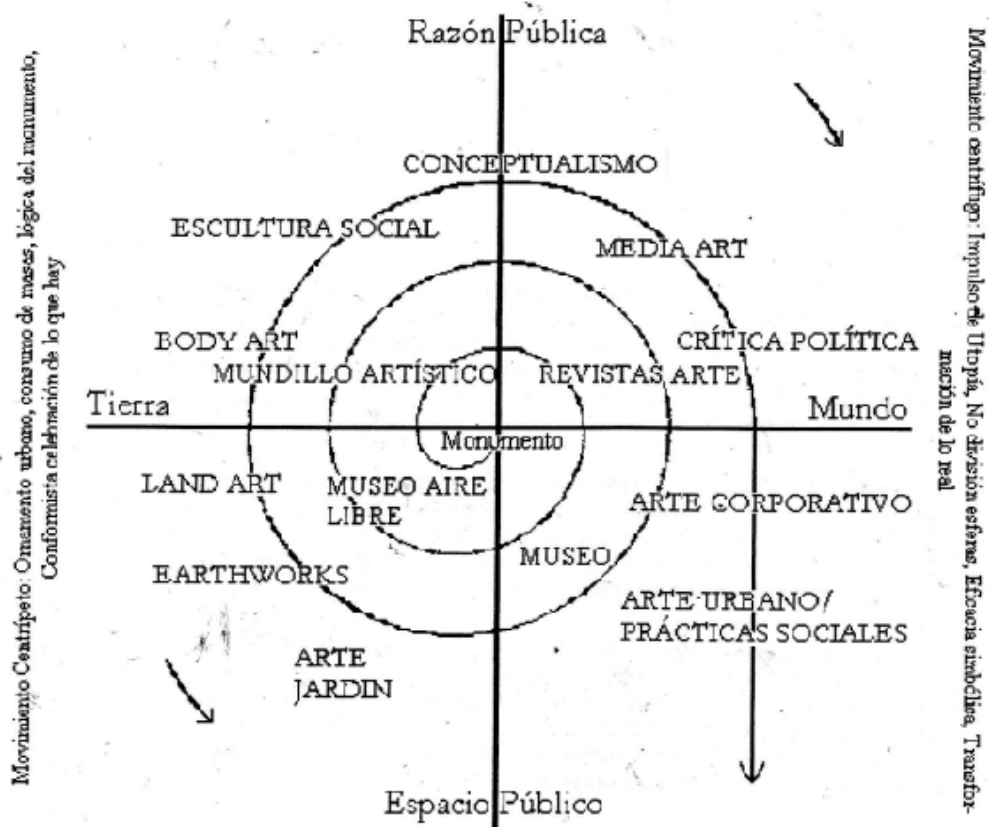 Razón Pública
CONCEPTUALISMO
ESCULTURA SOCIAL
MEDIA ART
BODY ART
CRÍTICA POLÍTICA
MUNDILLO ARTÍSTICO
REVISTAS ARTE
Tierra
Mundo
Monumento
LAND ART
MUSEO AIRE
LIBRE
ARTE CORPORATIVO
MUSEO
EARTHWORKS
ARTE URBANO/
PRÁCTICAS SOCIALES
ARTE
JARDIN
Espacio Público
Movimiento Centrípeto: Ornamento urbano, consumo de masas, lógica del monumento,
Conformista celebración de lo que hay
Movimiento centrífugo: Impulso de Utopía, No división esferas, Eficacia simbólica, Transfor-
mación de lo real